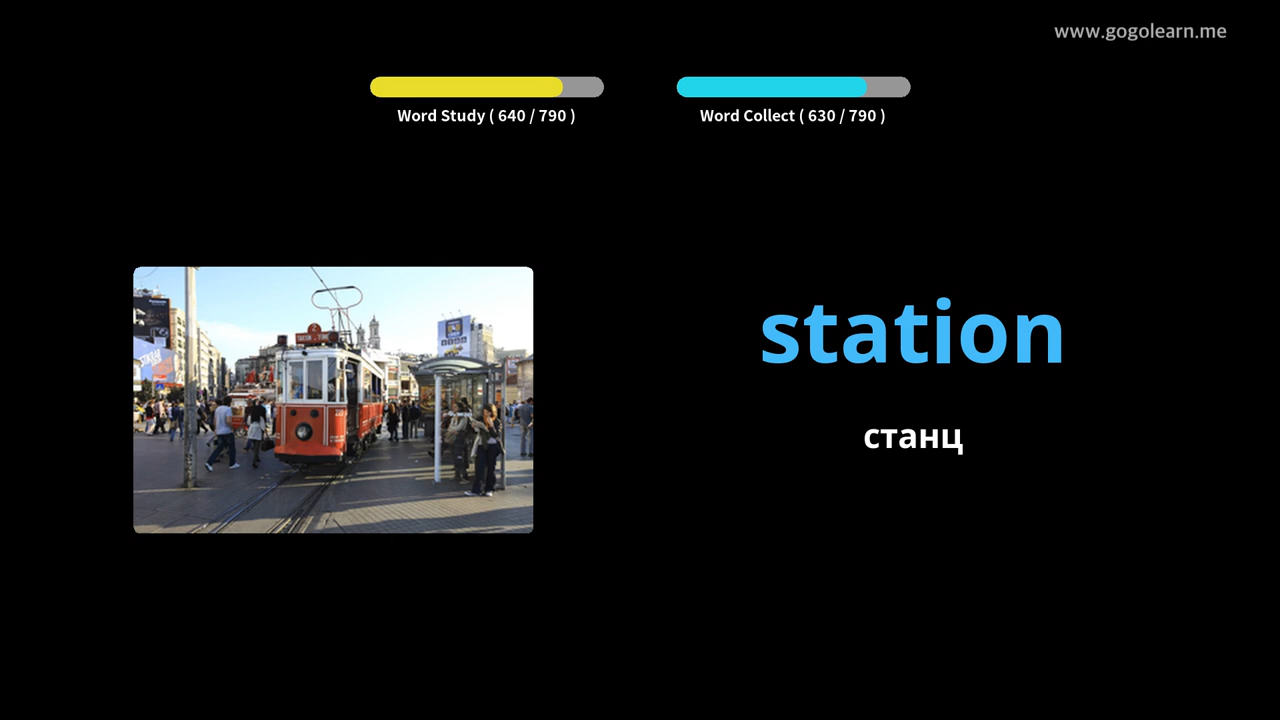 www.gogolearn.me
Word Study ( 640 / 790 )
Word Collect ( 630 / 790 )
station
станц